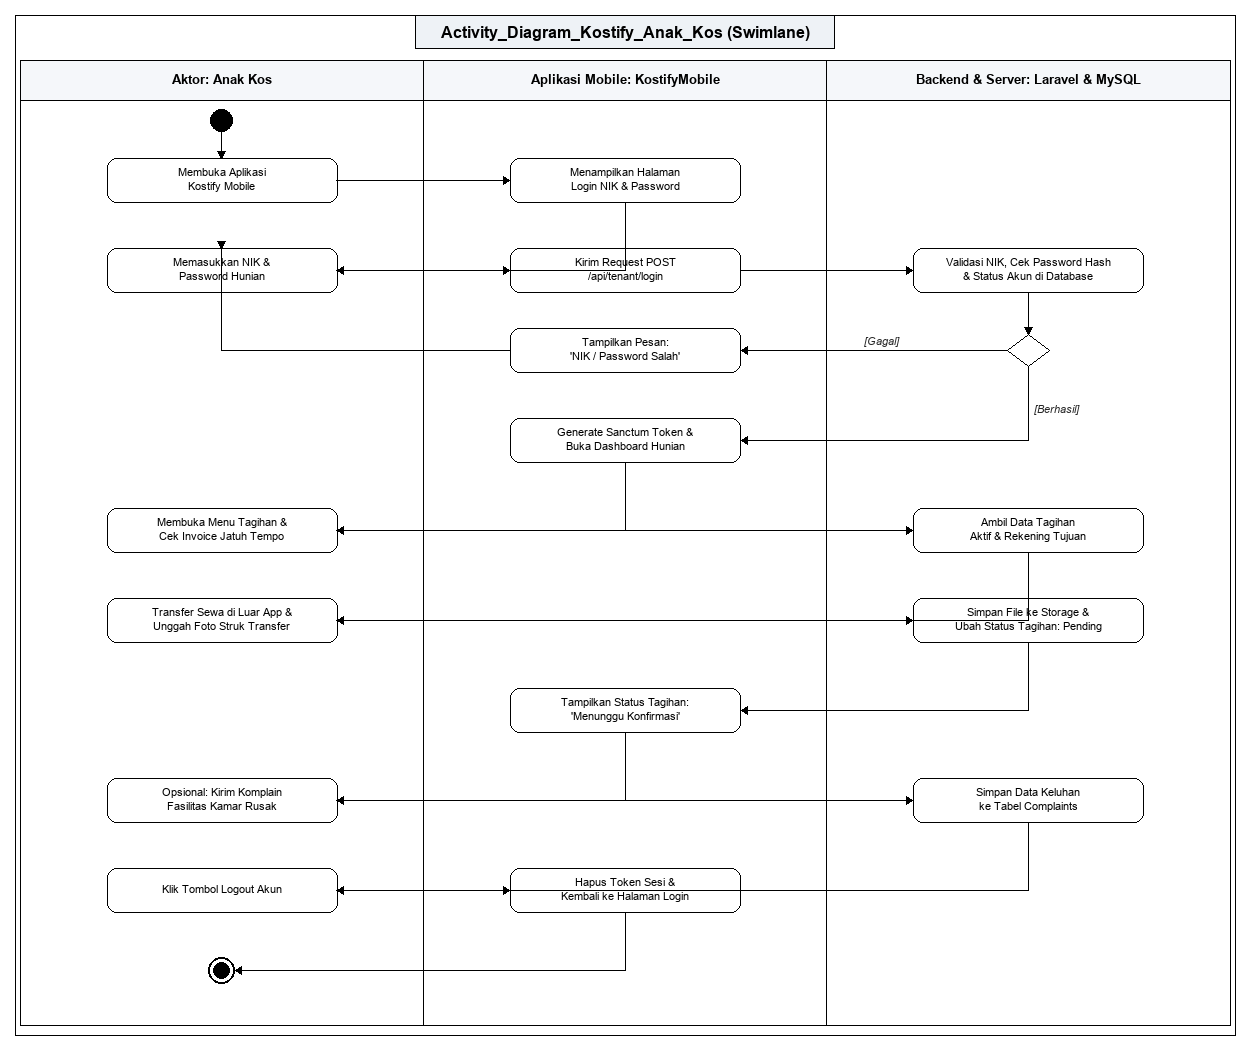 Activity_Diagram_Kostify_Anak_Kos (Swimlane)
Aktor: Anak Kos
Aplikasi Mobile: KostifyMobile
Backend & Server: Laravel & MySQL
Membuka Aplikasi
Kostify Mobile
Menampilkan Halaman
Login NIK & Password
Memasukkan NIK &
Password Hunian
Kirim Request POST
/api/tenant/login
Validasi NIK, Cek Password Hash
& Status Akun di Database
Tampilkan Pesan:
'NIK / Password Salah'
[Gagal]
[Berhasil]
Generate Sanctum Token &
Buka Dashboard Hunian
Membuka Menu Tagihan &
Cek Invoice Jatuh Tempo
Ambil Data Tagihan
Aktif & Rekening Tujuan
Transfer Sewa di Luar App &
Unggah Foto Struk Transfer
Simpan File ke Storage &
Ubah Status Tagihan: Pending
Tampilkan Status Tagihan:
'Menunggu Konfirmasi'
Opsional: Kirim Komplain
Fasilitas Kamar Rusak
Simpan Data Keluhan
ke Tabel Complaints
Klik Tombol Logout Akun
Hapus Token Sesi &
Kembali ke Halaman Login